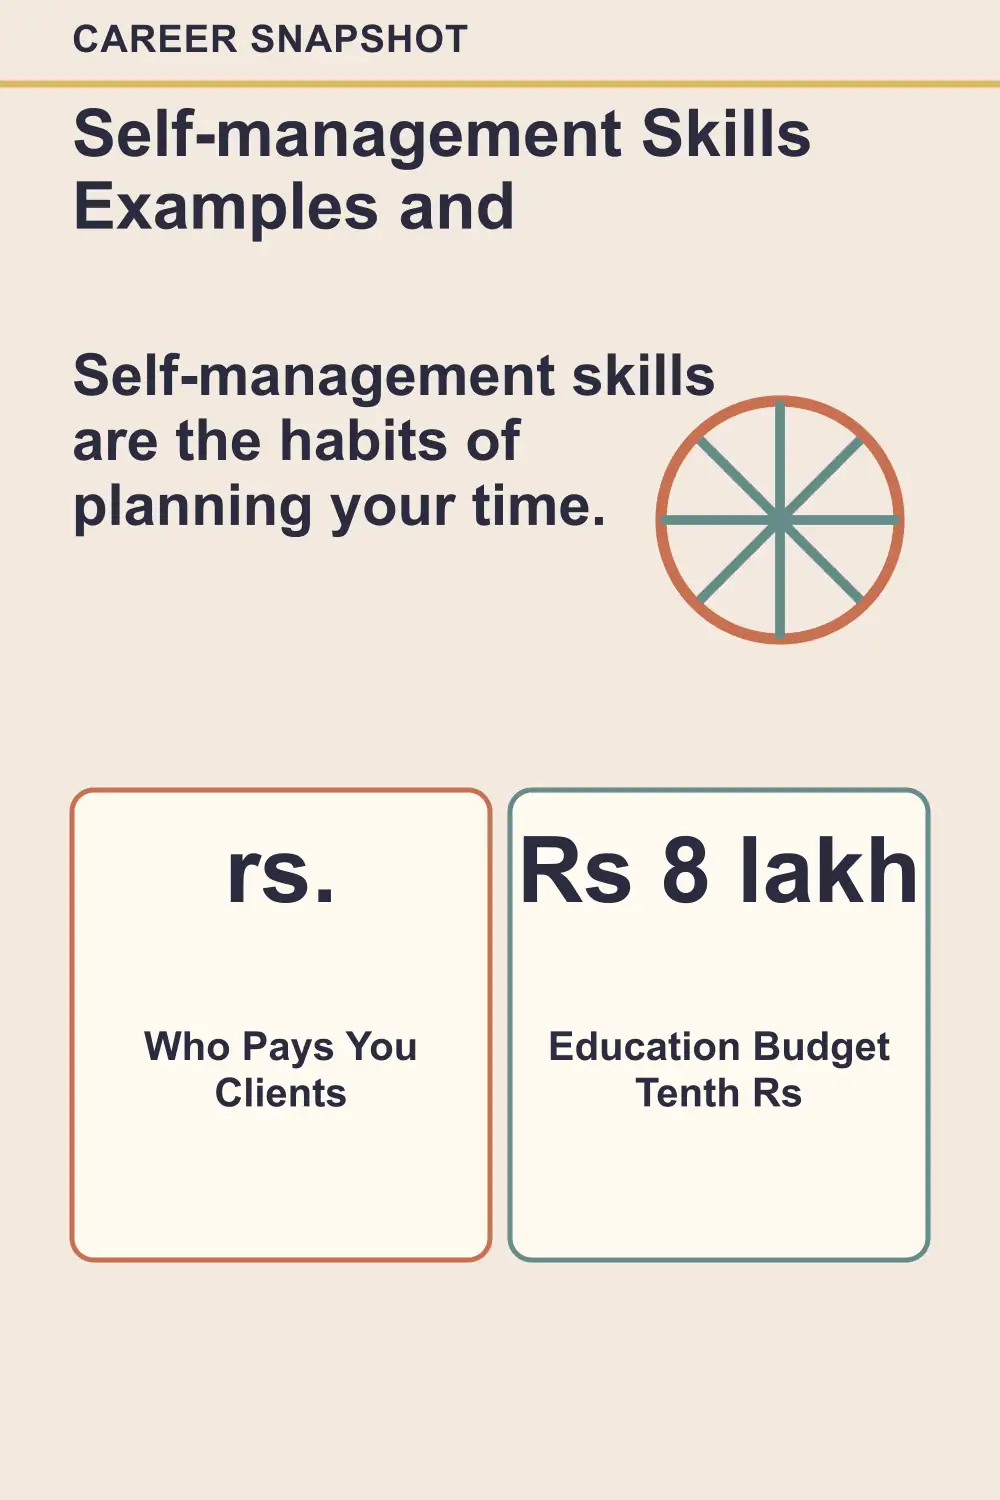 CAREER SNAPSHOT
Self-management Skills
Examples and
Self-management skills
are the habits of
planning your time.
rs.
Who Pays You
Clients
Rs 8 lakh
Education Budget
Tenth Rs